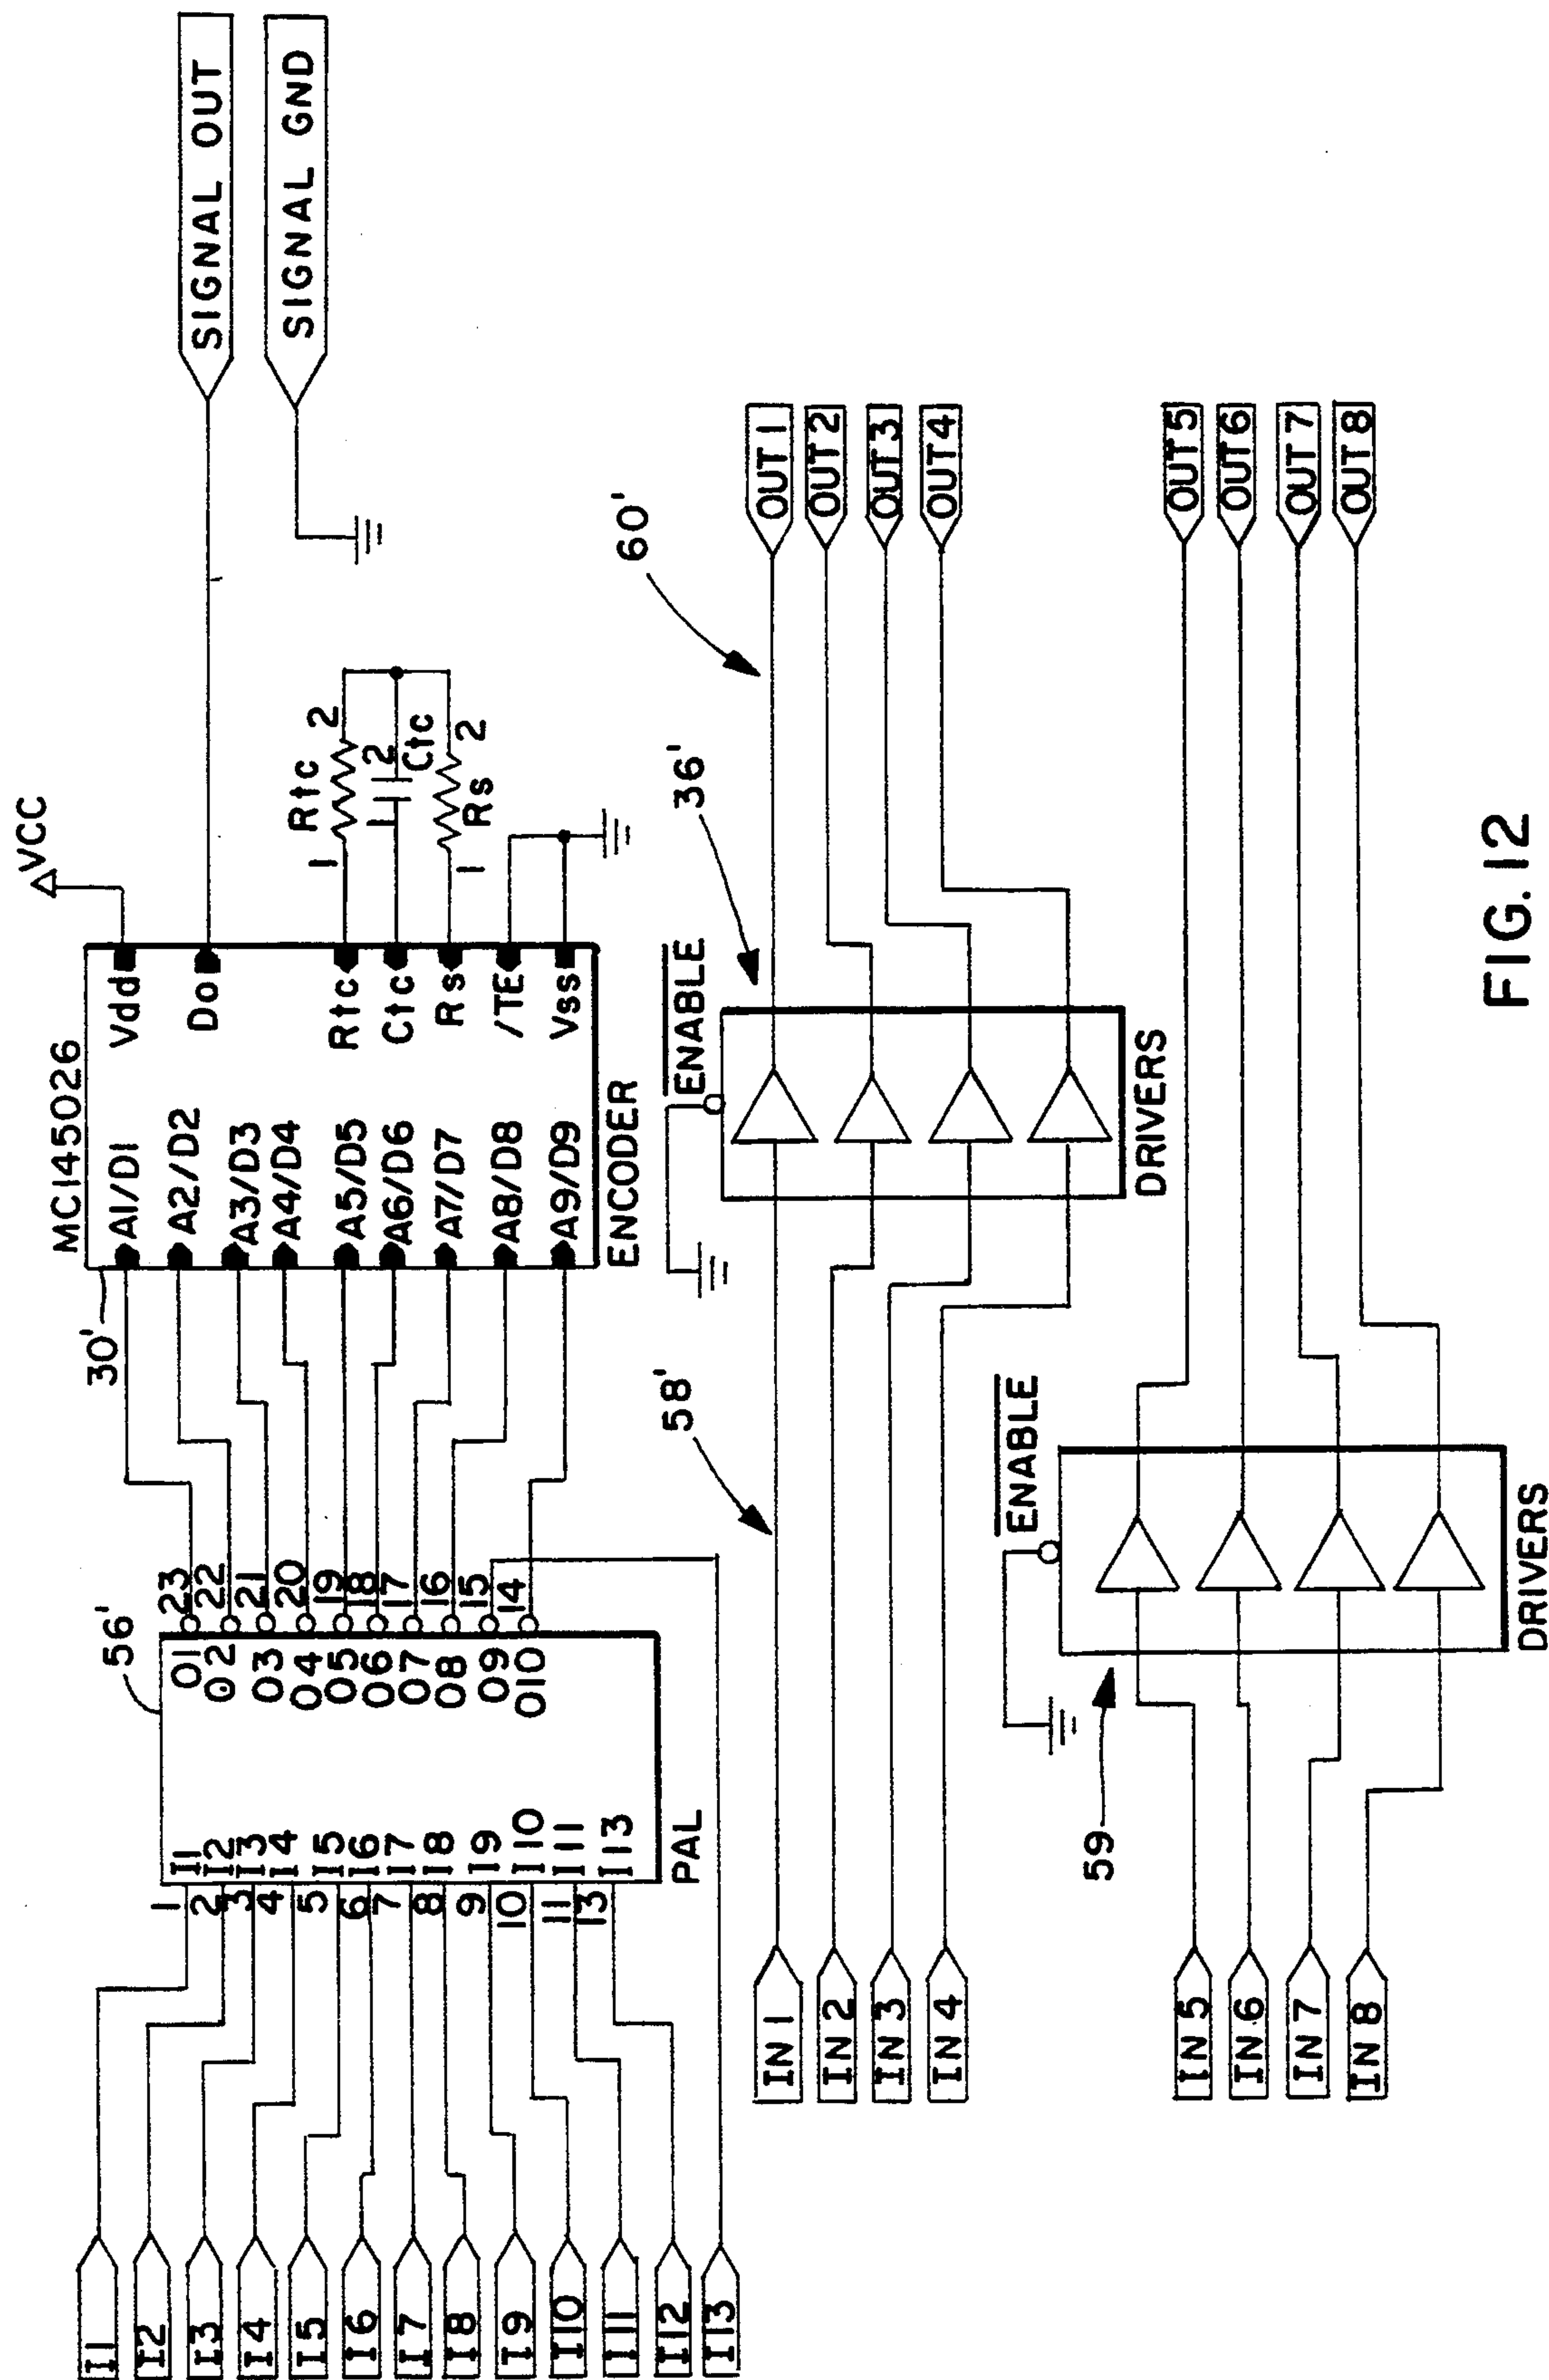 SIGNAL OUT
SIGNAL GND
VCC
MC145026
30'
A1/D1
A2/D2
A3/D3
A4/D4
A5/D5
A6/D6
A7/D7
A8/D8
A9/D9
Vdd
Do
Rtc
Ctc
Rs
/TE
Vss
ENCODER
Rtc
1
2
1
2
Ctc
1
2
Rs
56'
I1
I2
I3
I4
I5
I6
I7
I8
I9
I10
I11
I12
I13
1
2
3
4
5
6
7
8
9
10
11
13
I1
I2
I3
I4
I5
I6
I7
I8
I9
I10
I11
I13
O1
O2
O3
O4
O5
O6
O7
O8
O9
O10
23
22
21
20
19
18
17
16
15
14
PAL
58'
36'
60'
ENABLE
IN 1
IN 2
IN 3
IN 4
OUT 1
OUT 2
OUT 3
OUT 4
DRIVERS
59
ENABLE
IN 5
IN 6
IN 7
IN 8
OUT 5
OUT 6
OUT 7
OUT 8
DRIVERS
FIG. 12